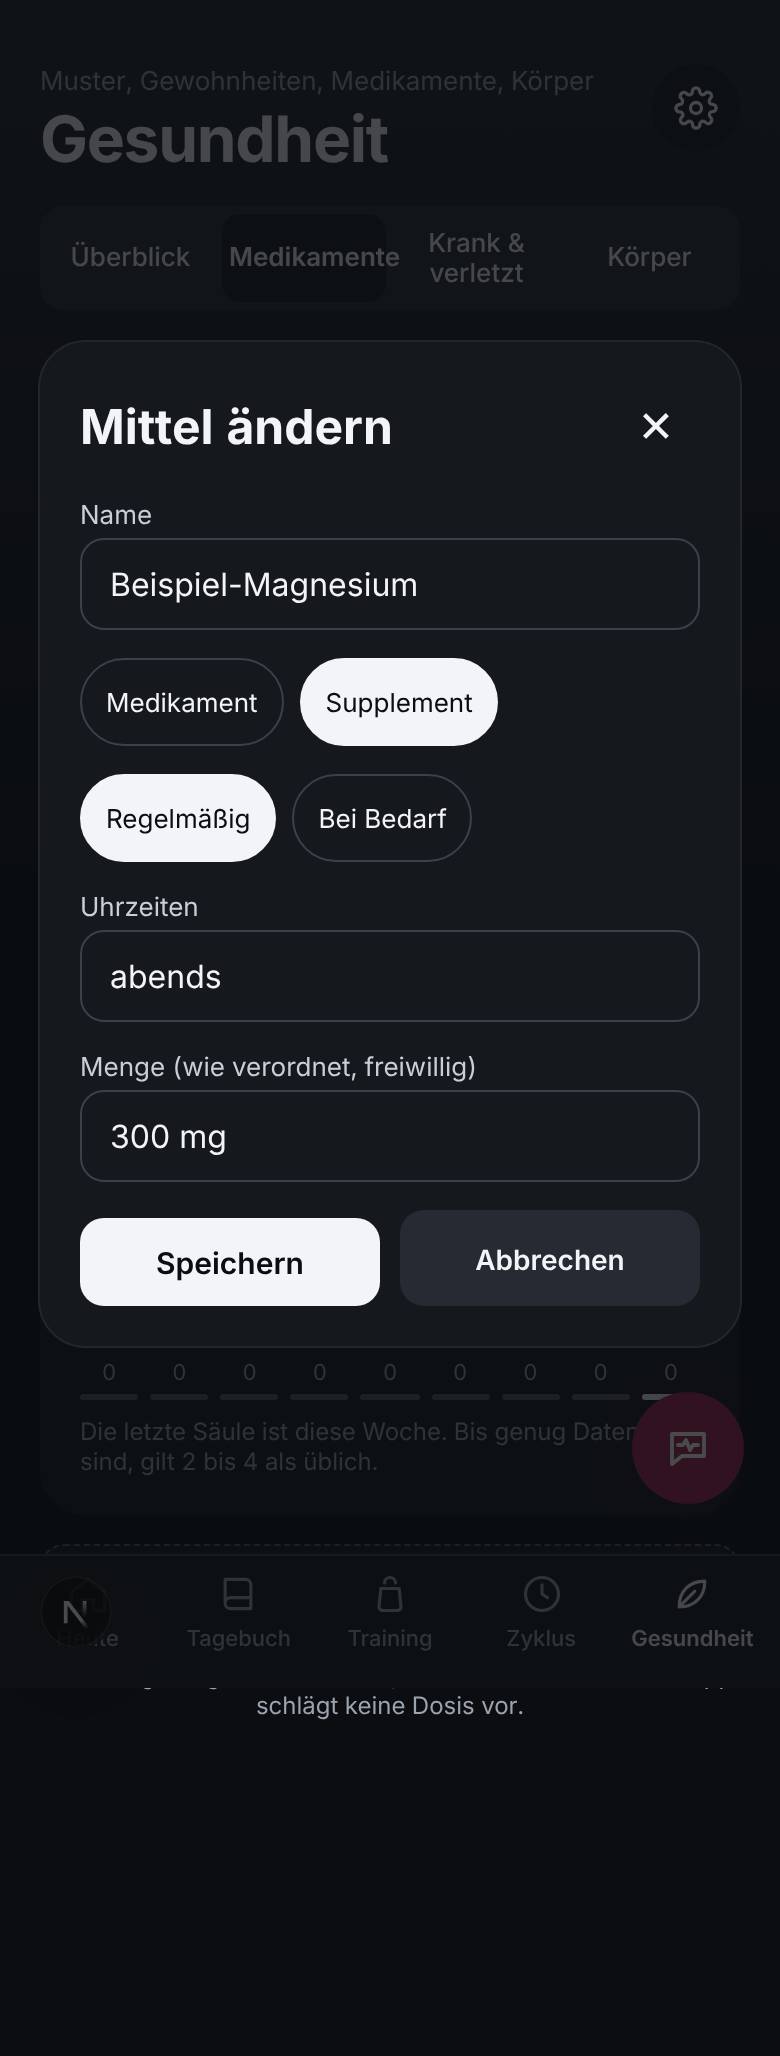 Muster, Gewohnheiten, Medikamente, Körper
Gesundheit
Überblick
Medikamente
Krank &
verletzt
Körper
Mittel ändern
Name
Beispiel-Magnesium
Medikament
Supplement
Regelmäßig
Bei Bedarf
Uhrzeiten
abends
Menge (wie verordnet, freiwillig)
300 mg
Speichern
Abbrechen
0 0 0 0 0 0 0 0 0
Die letzte Säule ist diese Woche. Bis genug Daten
sind, gilt 2 bis 4 als üblich.
N
Tagebuch
Training
Zyklus
Gesundheit
schlägt keine Dosis vor.